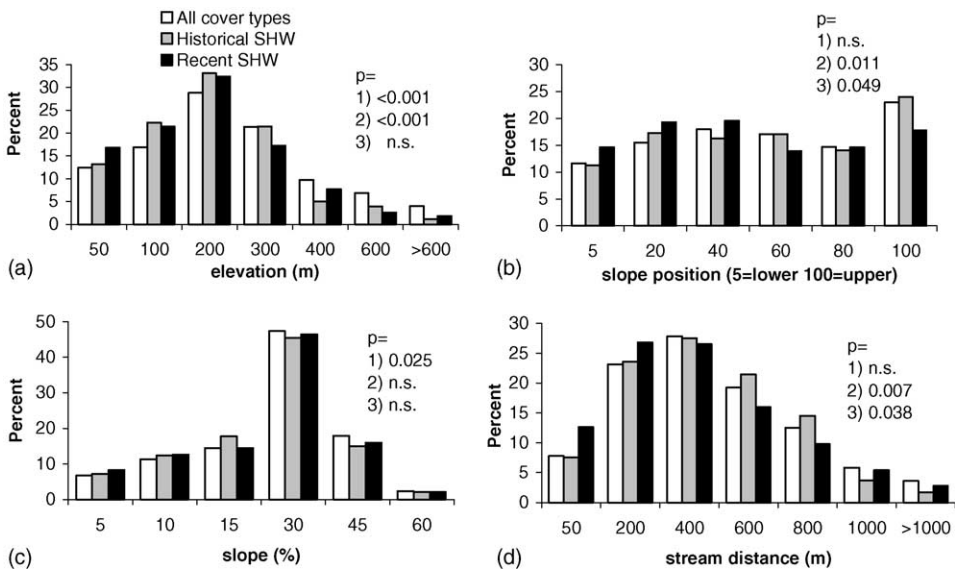 All cover types
Historical SHW
Recent SHW
35
30
25
20
15
10
5
0
Percent
p=
1) <0.001
2) <0.001
3) n.s.
50 100 200 300 400 600 >600
(a) elevation (m)
30
25
20
15
10
5
0
Percent
p=
1) n.s.
2) 0.011
3) 0.049
5 20 40 60 80 100
(b) slope position (5=lower 100=upper)
50
40
30
20
10
0
Percent
p=
1) 0.025
2) n.s.
3) n.s.
5 10 15 30 45 60
(c) slope (%)
30
25
20
15
10
5
0
Percent
p=
1) n.s.
2) 0.007
3) 0.038
50 200 400 600 800 1000 >1000
(d) stream distance (m)